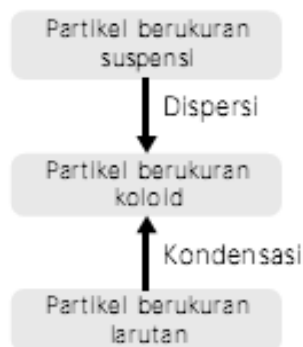 Partikel berukuran
suspensi
Dispersi
Partikel berukuran
koloid
Kondensasi
Partikel berukuran
larutan